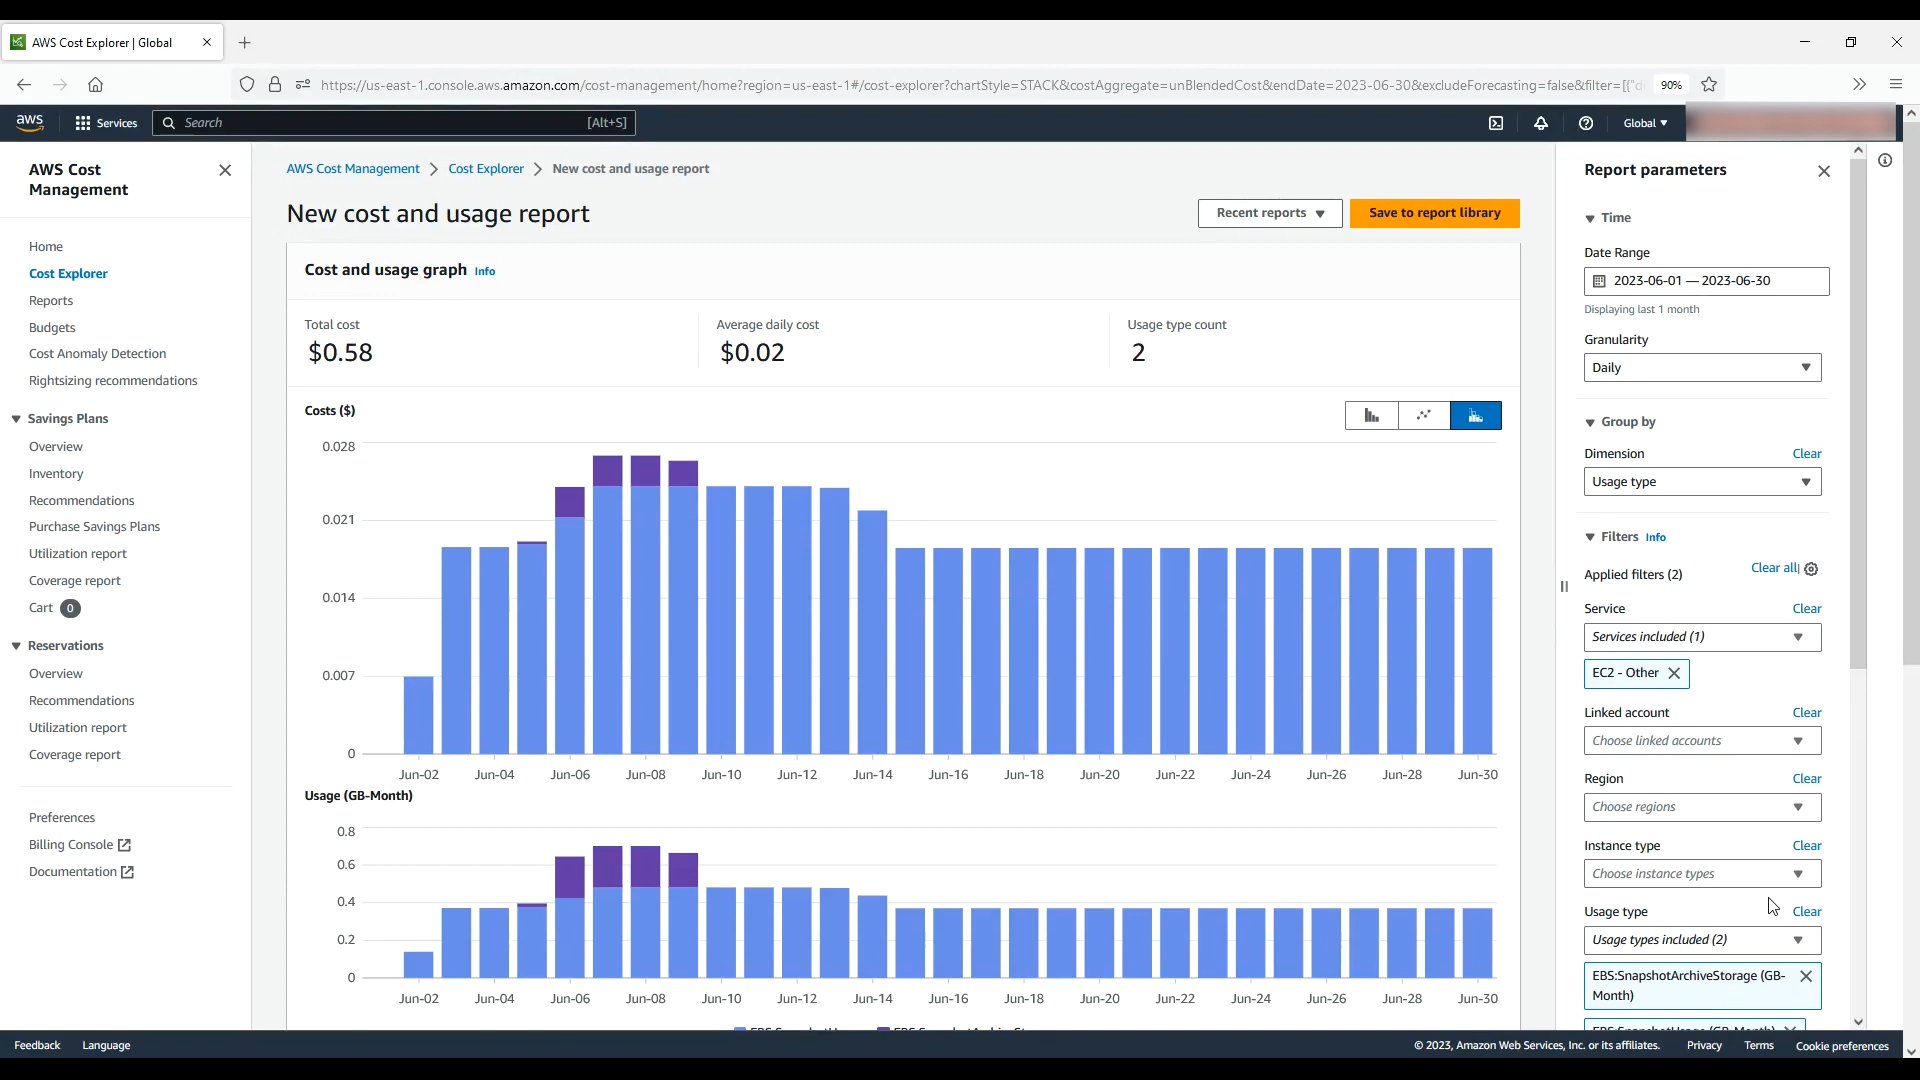 AWS Cost Explorer | Global
https://us-east-1.console.aws.amazon.com/cost-management/home?region=us-east-1#/cost-explorer?chartStyle=STACK&costAggregate=unBlendedCost&endDate=2023-06-30&excludeForecasting=false&filter=[{"d
90%
aws
Services
Search
[Alt+S]
Global
AWS Cost
Management
Home
Cost Explorer
Reports
Budgets
Cost Anomaly Detection
Rightsizing recommendations
Savings Plans
Overview
Inventory
Recommendations
Purchase Savings Plans
Utilization report
Coverage report
Cart 0
Reservations
Overview
Recommendations
Utilization report
Coverage report
Preferences
Billing Console
Documentation
AWS Cost Management > Cost Explorer > New cost and usage report
New cost and usage report
Recent reports
Save to report library
Cost and usage graph Info
Total cost
$0.58
Average daily cost
$0.02
Usage type count
2
Costs ($)
0.028
0.021
0.014
0.007
0
Jun-02 Jun-04 Jun-06 Jun-08 Jun-10 Jun-12 Jun-14 Jun-16 Jun-18 Jun-20 Jun-22 Jun-24 Jun-26 Jun-28 Jun-30
Usage (GB-Month)
0.8
0.6
0.4
0.2
0
Jun-02 Jun-04 Jun-06 Jun-08 Jun-10 Jun-12 Jun-14 Jun-16 Jun-18 Jun-20 Jun-22 Jun-24 Jun-26 Jun-28 Jun-30
Report parameters
Time
Date Range
2023-06-01 — 2023-06-30
Displaying last 1 month
Granularity
Daily
Group by
Dimension Clear
Usage type
Filters Info
Applied filters (2) Clear all
Service Clear
Services included (1)
EC2 - Other
Linked account Clear
Choose linked accounts
Region Clear
Choose regions
Instance type Clear
Choose instance types
Usage type Clear
Usage types included (2)
EBS:SnapshotArchiveStorage (GB-
Month)
EBS:SnapshotUsage (GB-Month)
Feedback
Language
© 2023, Amazon Web Services, Inc. or its affiliates.
Privacy
Terms
Cookie preferences